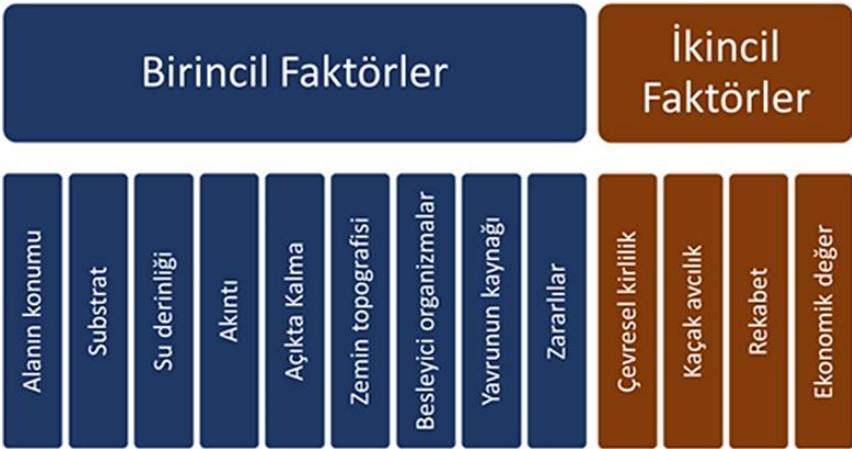 Birincil Faktörler
İkincil
Faktörler
Alanın konumu
Substrat
Su derinliği
Akıntı
Açıkta Kalma
Zemin topografisi
Besleyici organizmalar
Yavrunun kaynağı
Zararlılar
Çevresel kirlilik
Kaçak avcılık
Rekabet
Ekonomik değer